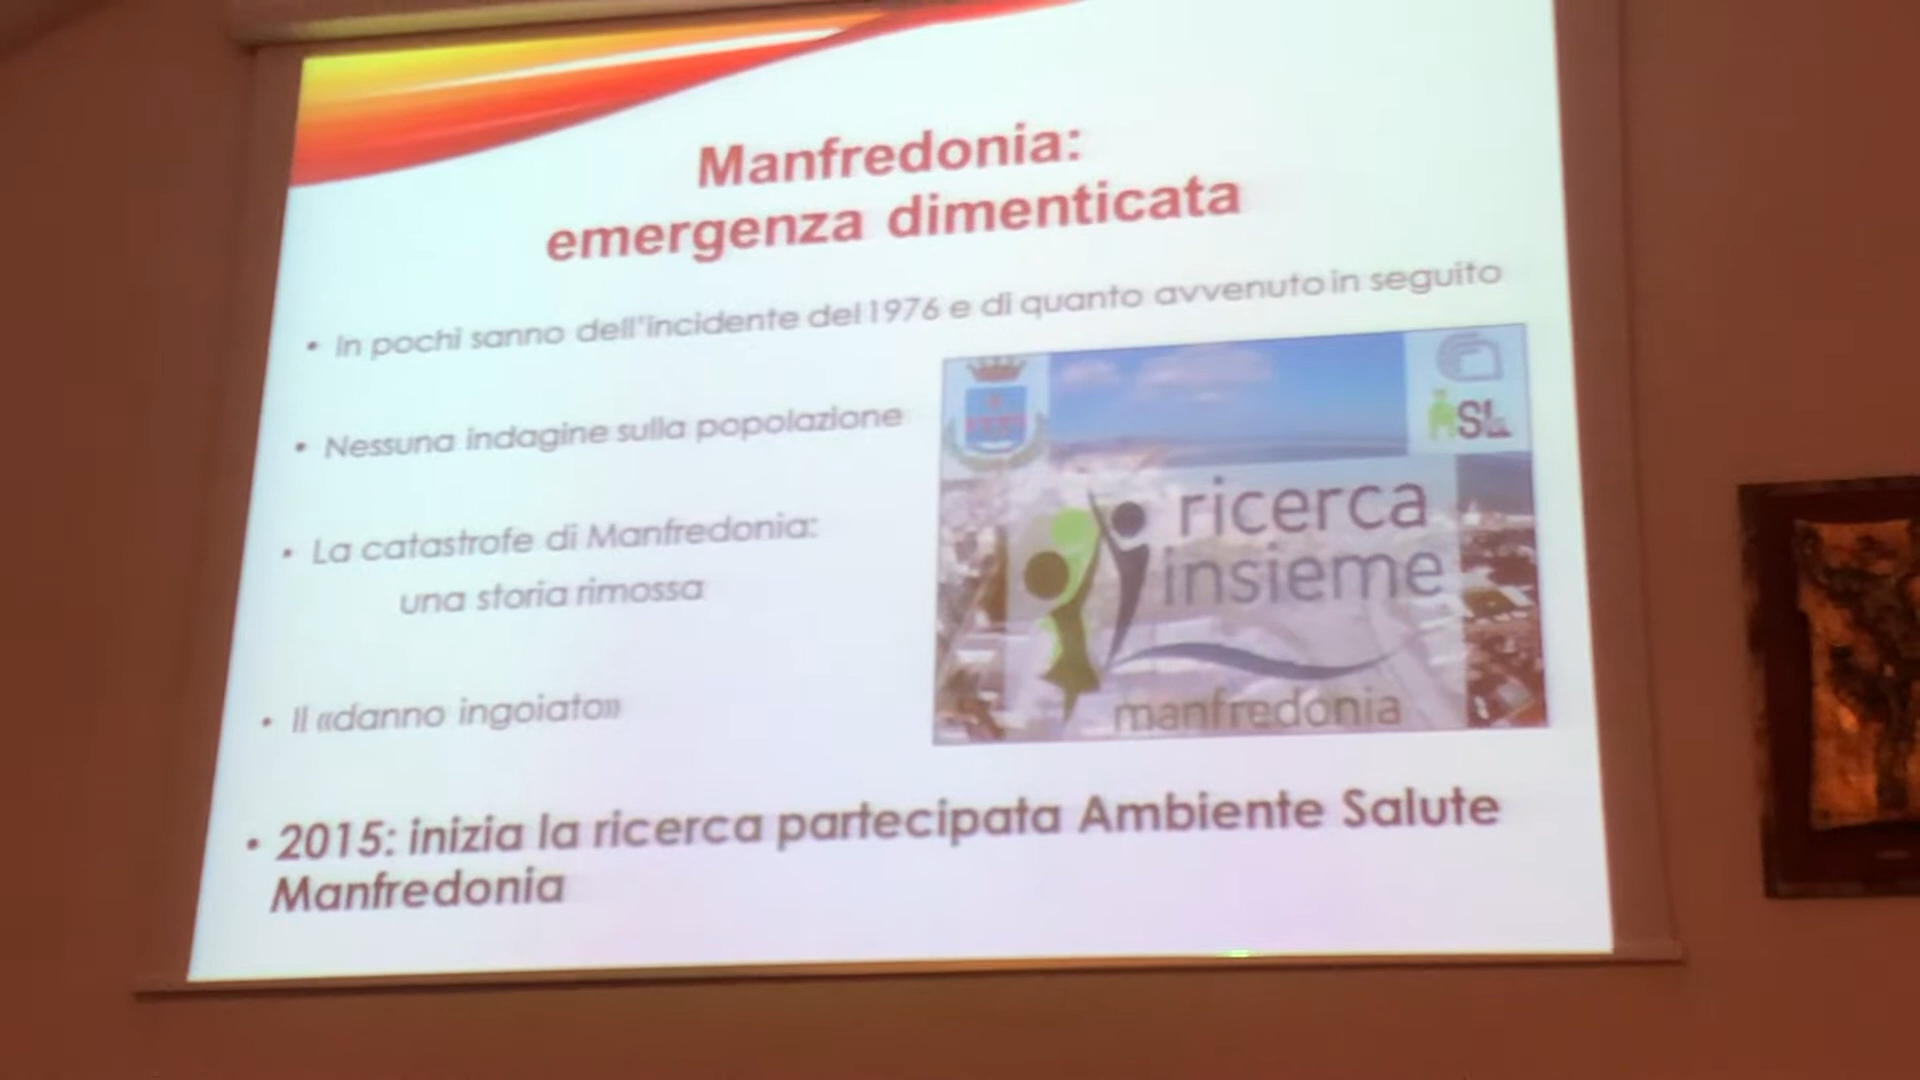 Manfredonia:
emergenza dimenticata
• In pochi sanno dell'incidente del 1976 e di quanto avvenuto in seguito
• Nessuna indagine sulla popolazione
• La catastrofe di Manfredonia:
una storia rimossa
• Il «danno ingoiato»
ricerca
insieme
manfredonia
• 2015: inizia la ricerca partecipata Ambiente Salute
Manfredonia